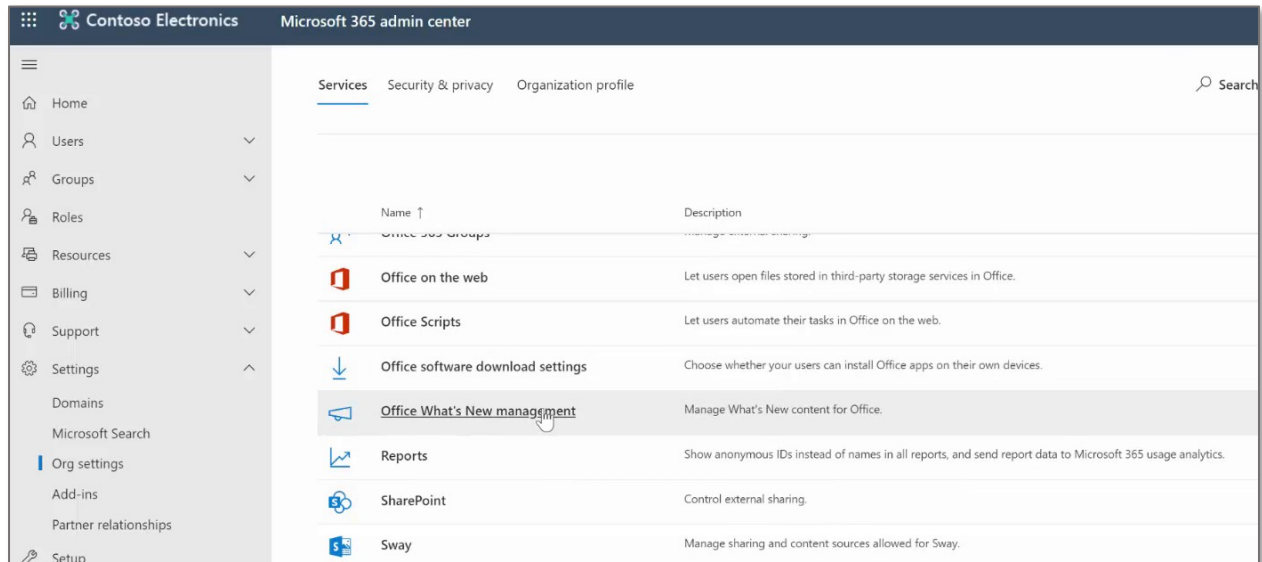 Contoso Electronics Microsoft 365 admin center
Services Security & privacy Organization profile Search
Home
Users
Groups
Roles
Resources
Billing
Support
Settings
Domains
Microsoft Search
Org settings
Add-ins
Partner relationships
Setup
Name ↑ Description
Office 365 Groups Manage external sharing.
Office on the web Let users open files stored in third-party storage services in Office.
Office Scripts Let users automate their tasks in Office on the web.
Office software download settings Choose whether your users can install Office apps on their own devices.
Office What's New management Manage What's New content for Office.
Reports Show anonymous IDs instead of names in all reports, and send report data to Microsoft 365 usage analytics.
SharePoint Control external sharing.
Sway Manage sharing and content sources allowed for Sway.